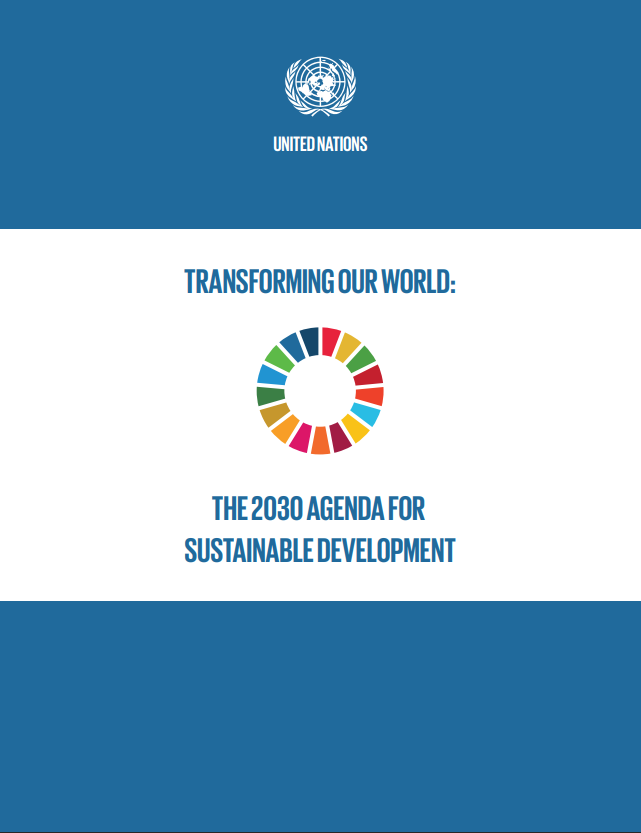 UNITED NATIONS
TRANSFORMING OUR WORLD:
THE 2030 AGENDA FOR
SUSTAINABLE DEVELOPMENT